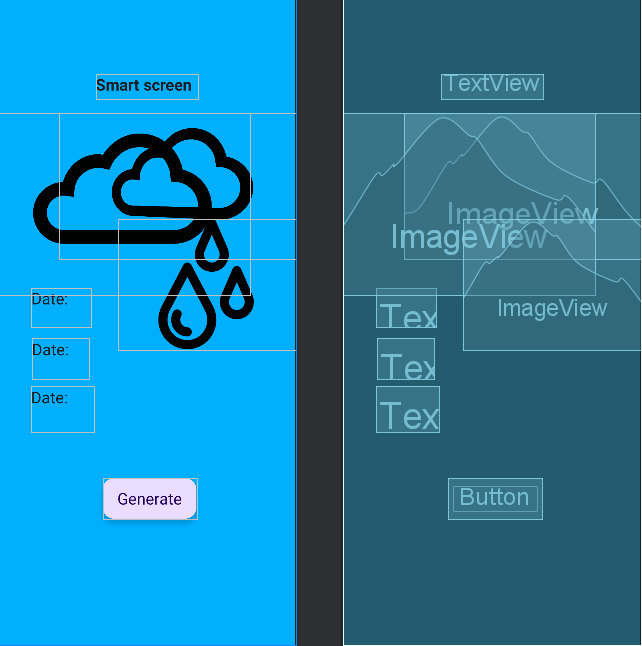 Smart screen
Date:
Date:
Date:
Generate
TextView
ImageView
ImageView
ImageView
Tex
Tex
Tex
Button